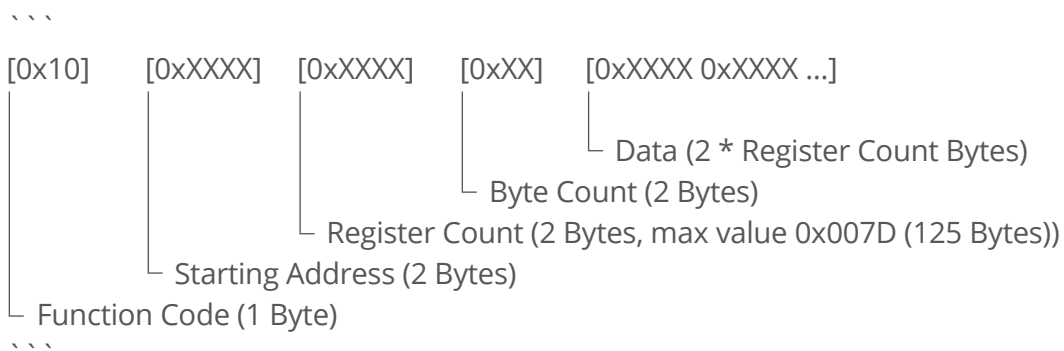 ```
[0x10] [0xXXXX] [0xXXXX] [0xXX] [0xXXXX 0xXXXX ...]
Data (2 * Register Count Bytes)
Byte Count (2 Bytes)
Register Count (2 Bytes, max value 0x007D (125 Bytes))
Starting Address (2 Bytes)
Function Code (1 Byte)
```